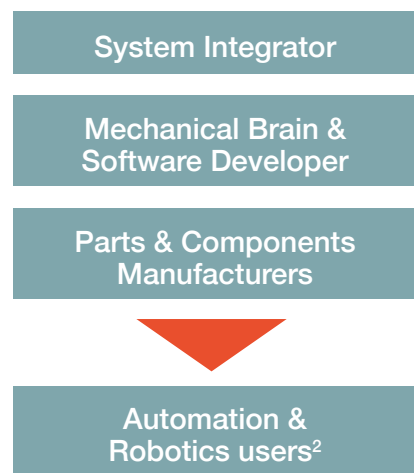 System Integrator
Mechanical Brain &
Software Developer
Parts & Components
Manufacturers
Automation &
Robotics users²